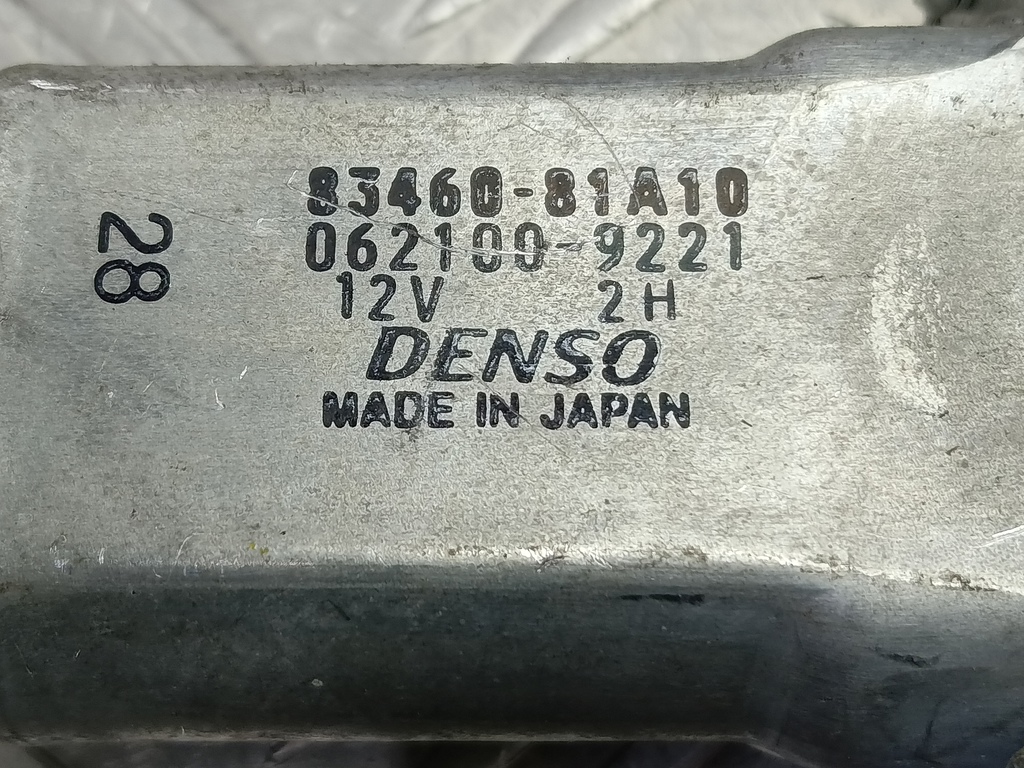 83460-81A10
062100-9221
12V 2H
DENSO
MADE IN JAPAN
28